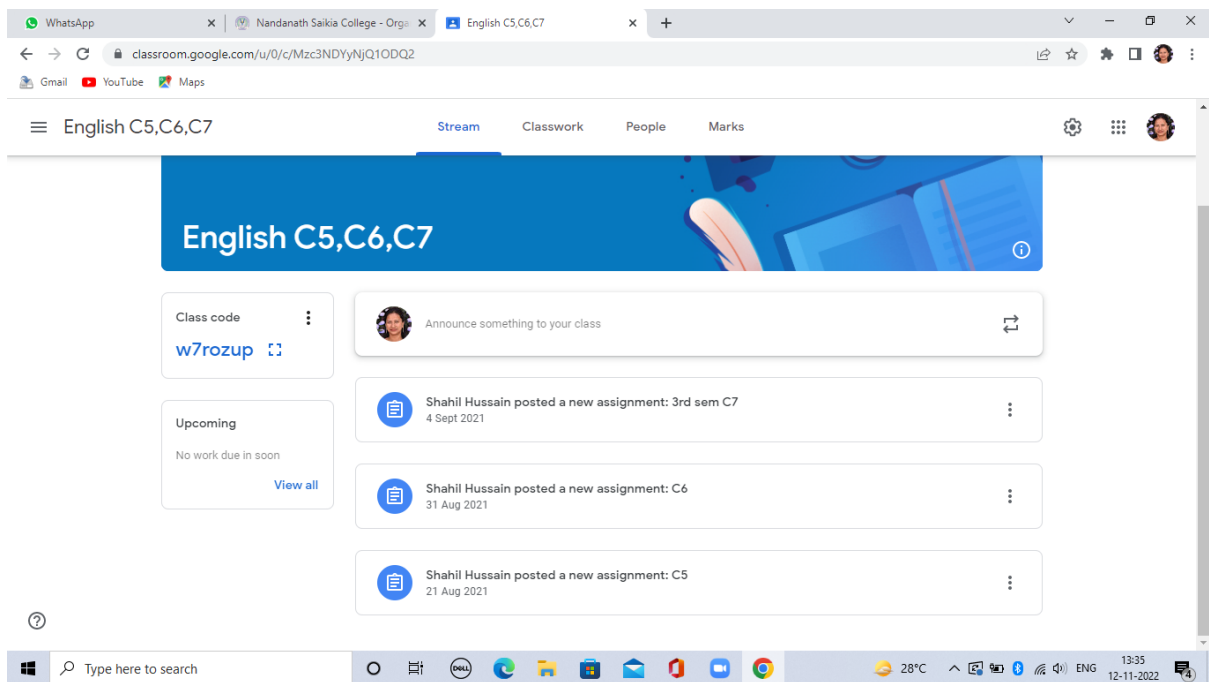 WhatsApp
Nandanath Saikia College - Orga
English C5,C6,C7
classroom.google.com/u/0/c/Mzc3NDYyNjQ1ODQ2
Gmail YouTube Maps
English C5,C6,C7
Stream Classwork People Marks
English C5,C6,C7
Class code
w7rozup
Upcoming
No work due in soon
View all
Announce something to your class
Shahil Hussain posted a new assignment: 3rd sem C7
4 Sept 2021
Shahil Hussain posted a new assignment: C6
31 Aug 2021
Shahil Hussain posted a new assignment: C5
21 Aug 2021
Type here to search
DELL
28°C
ENG
13:35
12-11-2022
4